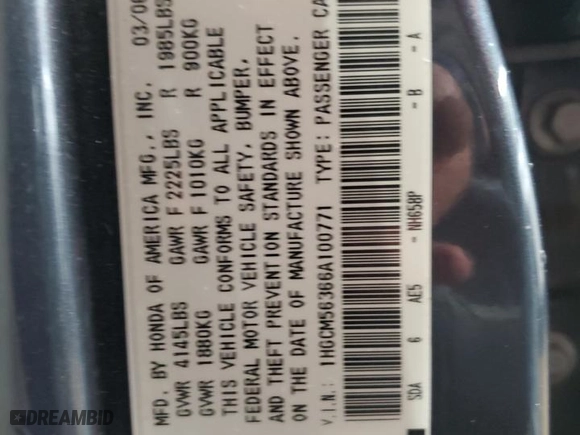 MFD. BY HONDA OF AMERICA MFG., INC. 03/06
GVWR 4145LBS GAWR F 2225LBS R 1985LBS
GVWR 1880KG GAWR F 1010KG R 900KG
THIS VEHICLE CONFORMS TO ALL APPLICABLE
FEDERAL MOTOR VEHICLE SAFETY, BUMPER,
AND THEFT PREVENTION STANDARDS IN EFFECT
ON THE DATE OF MANUFACTURE SHOWN ABOVE.
V.I.N.: 1HGCM56366A100771 TYPE: PASSENGER CA
SDA 6 AE5 - NH658P - B - A
DREAMBID